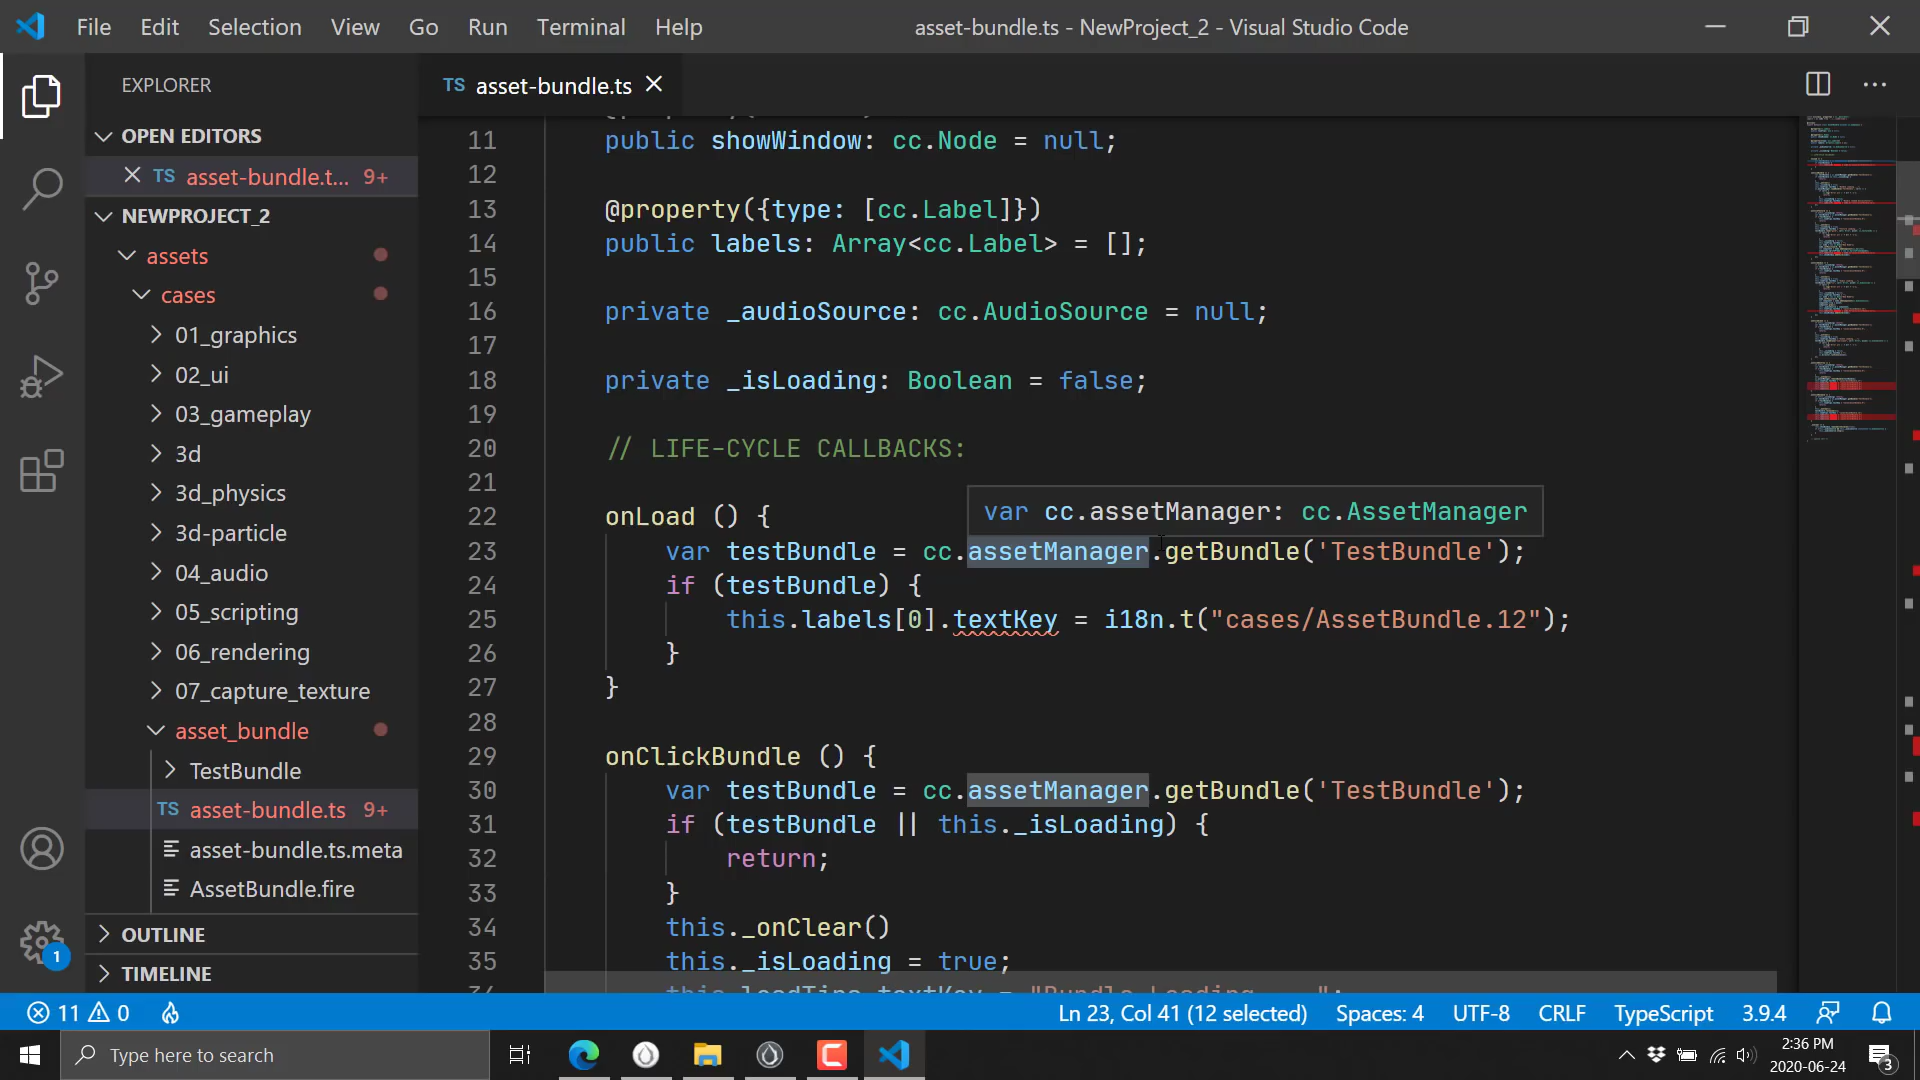 File Edit Selection View Go Run Terminal Help
asset-bundle.ts - NewProject_2 - Visual Studio Code
EXPLORER
OPEN EDITORS
TS asset-bundle.t... 9+
NEWPROJECT_2
assets
cases
01_graphics
02_ui
03_gameplay
3d
3d_physics
3d-particle
04_audio
05_scripting
06_rendering
07_capture_texture
asset_bundle
TestBundle
TS asset-bundle.ts 9+
asset-bundle.ts.meta
AssetBundle.fire
OUTLINE
TIMELINE
1
TS asset-bundle.ts
11 public showWindow: cc.Node = null;
12
13 @property({type: [cc.Label]})
14 public labels: Array<cc.Label> = [];
15
16 private _audioSource: cc.AudioSource = null;
17
18 private _isLoading: Boolean = false;
19
20 // LIFE-CYCLE CALLBACKS:
21
var cc.assetManager: cc.AssetManager
22 onLoad () {
23 var testBundle = cc.assetManager.getBundle('TestBundle');
24 if (testBundle) {
25 this.labels[0].textKey = i18n.t("cases/AssetBundle.12");
26 }
27 }
28
29 onClickBundle () {
30 var testBundle = cc.assetManager.getBundle('TestBundle');
31 if (testBundle || this._isLoading) {
32 return;
33 }
34 this._onClear()
35 this._isLoading = true;
11 0
Ln 23, Col 41 (12 selected) Spaces: 4 UTF-8 CRLF TypeScript 3.9.4
Type here to search
2:36 PM
2020-06-24
3